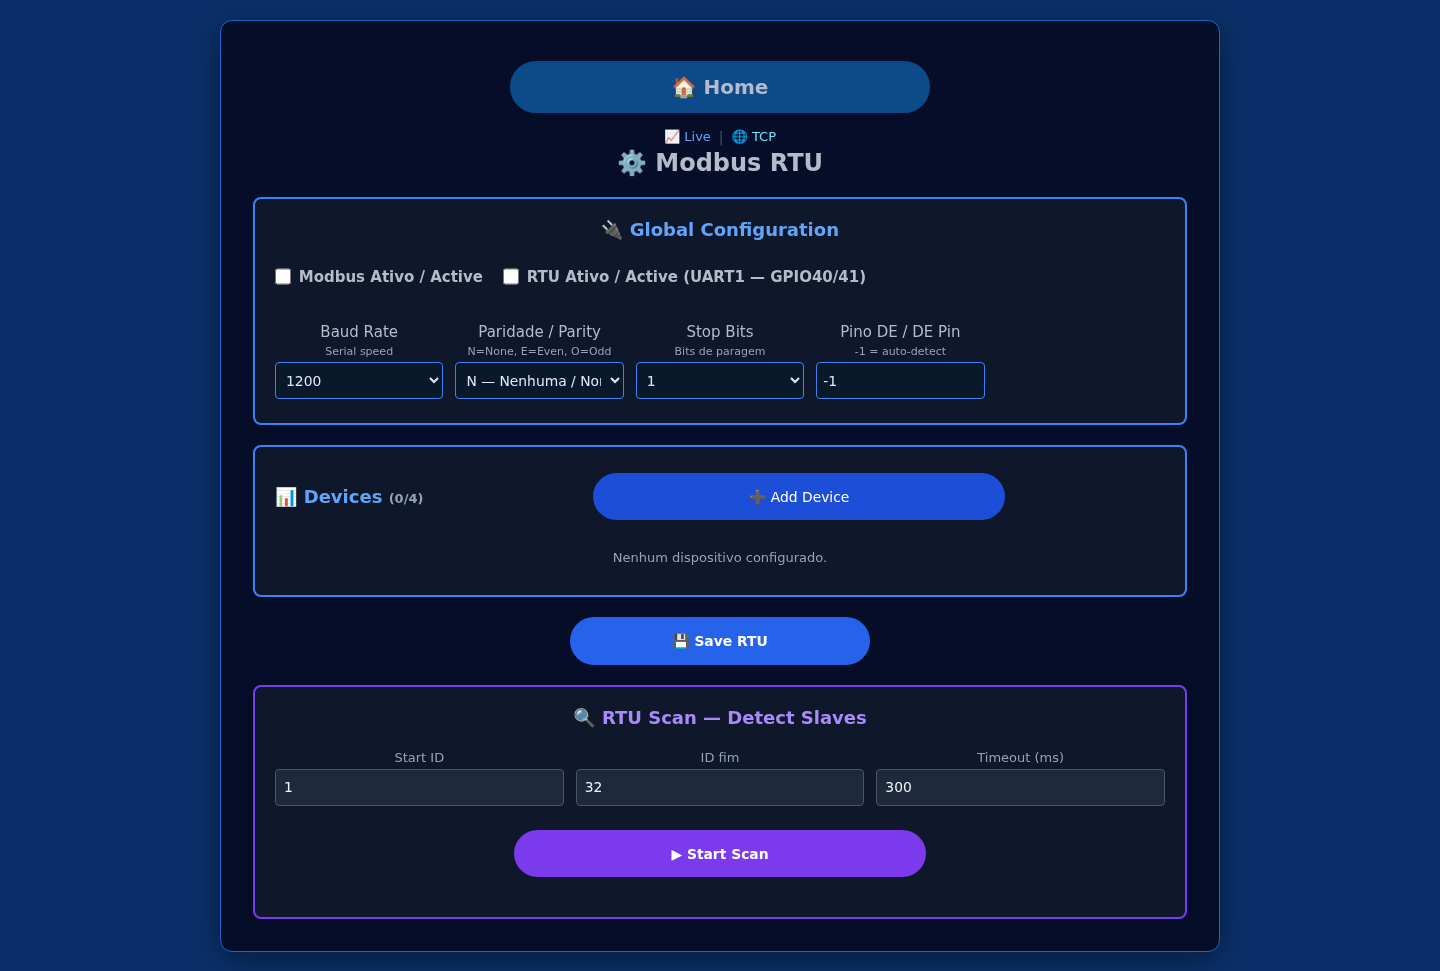 🏠 Home
📈 Live | 🌐 TCP
⚙️ Modbus RTU
🔌 Global Configuration
Modbus Ativo / Active RTU Ativo / Active (UART1 — GPIO40/41)
Baud Rate Paridade / Parity Stop Bits Pino DE / DE Pin
Serial speed N=None, E=Even, O=Odd Bits de paragem -1 = auto-detect
1200 N — Nenhuma / No 1 -1
📊 Devices (0/4) ➕ Add Device
Nenhum dispositivo configurado.
💾 Save RTU
🔍 RTU Scan — Detect Slaves
Start ID ID fim Timeout (ms)
1 32 300
▶ Start Scan